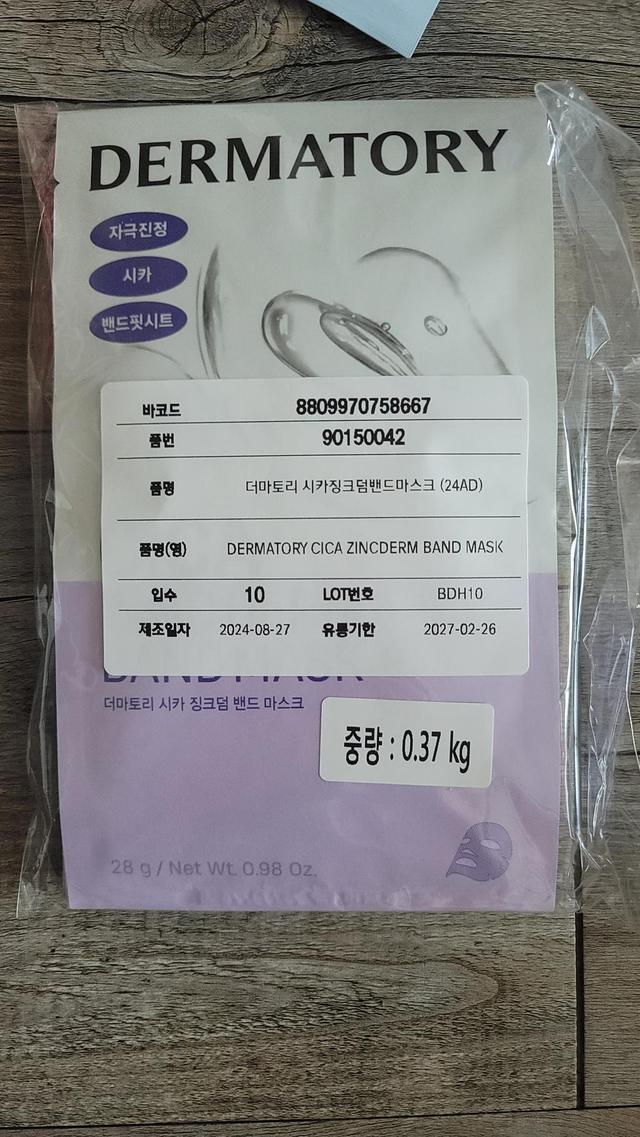 DERMATORY
자극진정
시카
밴드핏시트
바코드 8809970758667
품번 90150042
품명 더마토리 시카징크덤밴드마스크 (24AD)
품명(영) DERMATORY CICA ZINCDERM BAND MASK
입수 10 LOT번호 BDH10
제조일자 2024-08-27 유통기한 2027-02-26
BAND MASK
더마토리 시카 징크덤 밴드 마스크
중량 : 0.37 kg
28 g / Net Wt. 0.98 Oz.